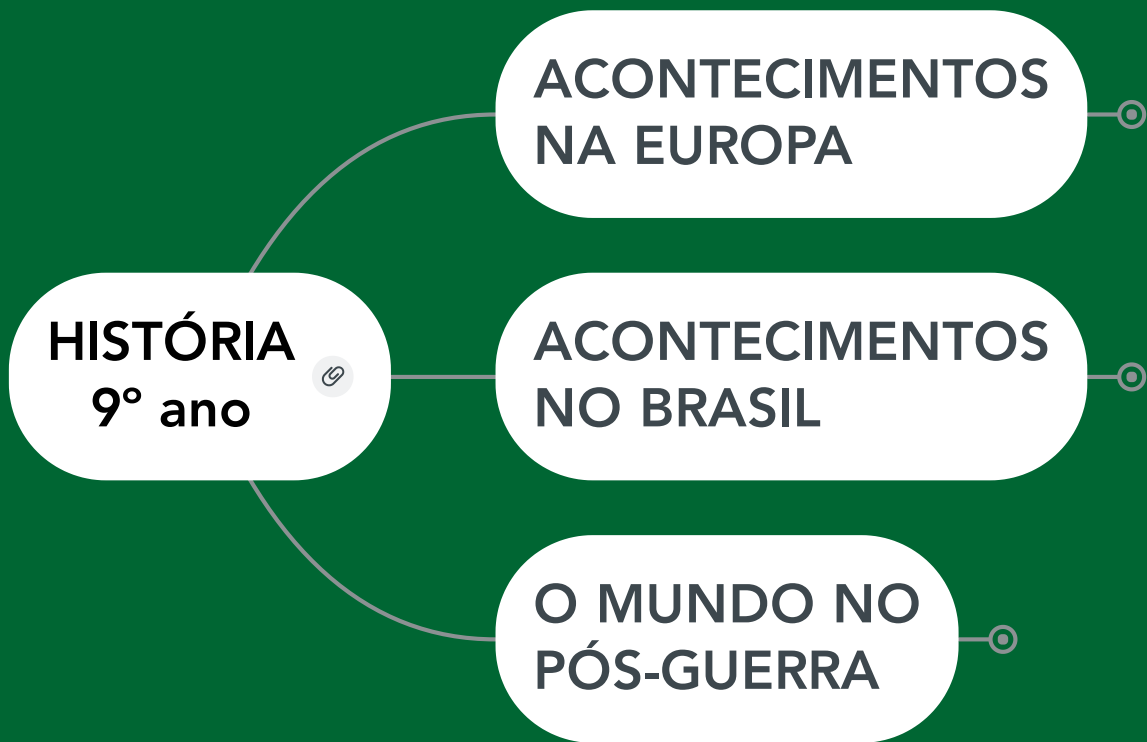 ACONTECIMENTOS
NA EUROPA
HISTÓRIA
9º ano
ACONTECIMENTOS
NO BRASIL
O MUNDO NO
PÓS-GUERRA